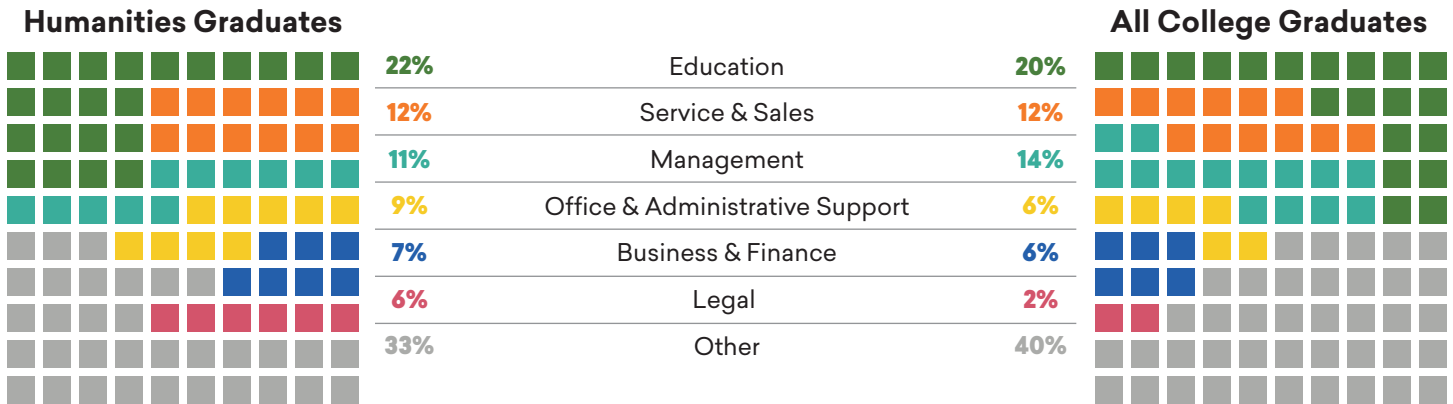 Humanities Graduates
All College Graduates
22% Education 20%
12% Service & Sales 12%
11% Management 14%
9% Office & Administrative Support 6%
7% Business & Finance 6%
6% Legal 2%
33% Other 40%